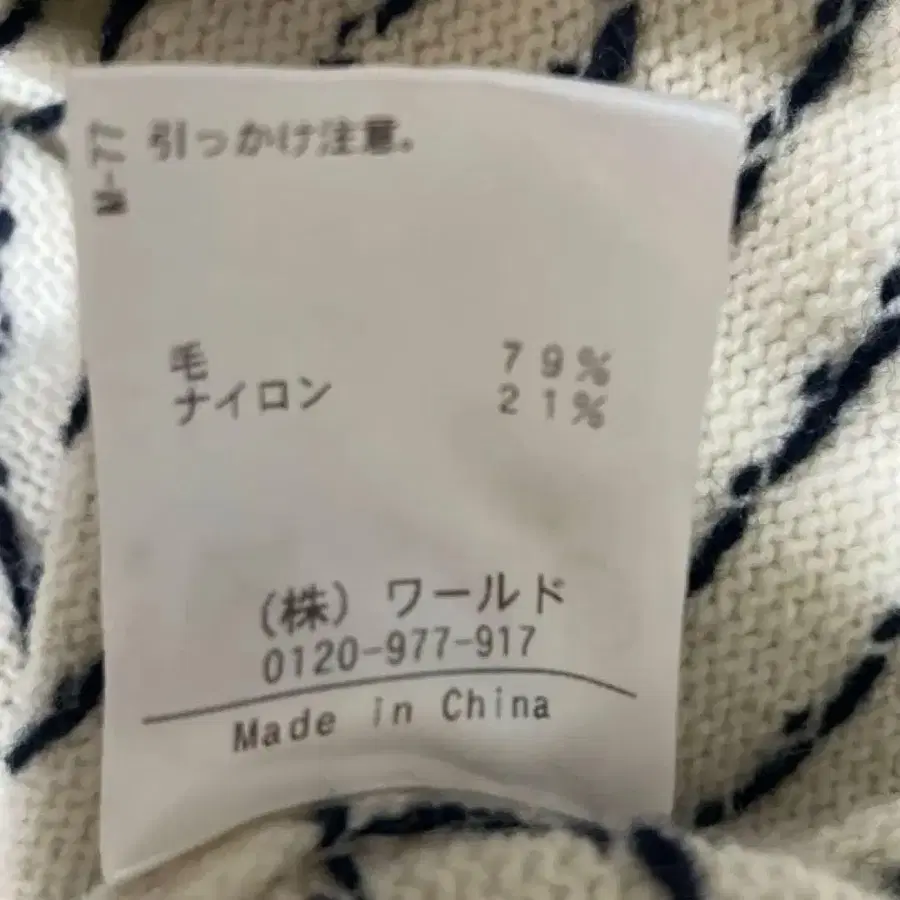 M-77
引っかけ注意。
毛 79%
ナイロン 21%
(株) ワールド
0120-977-917
Made in China